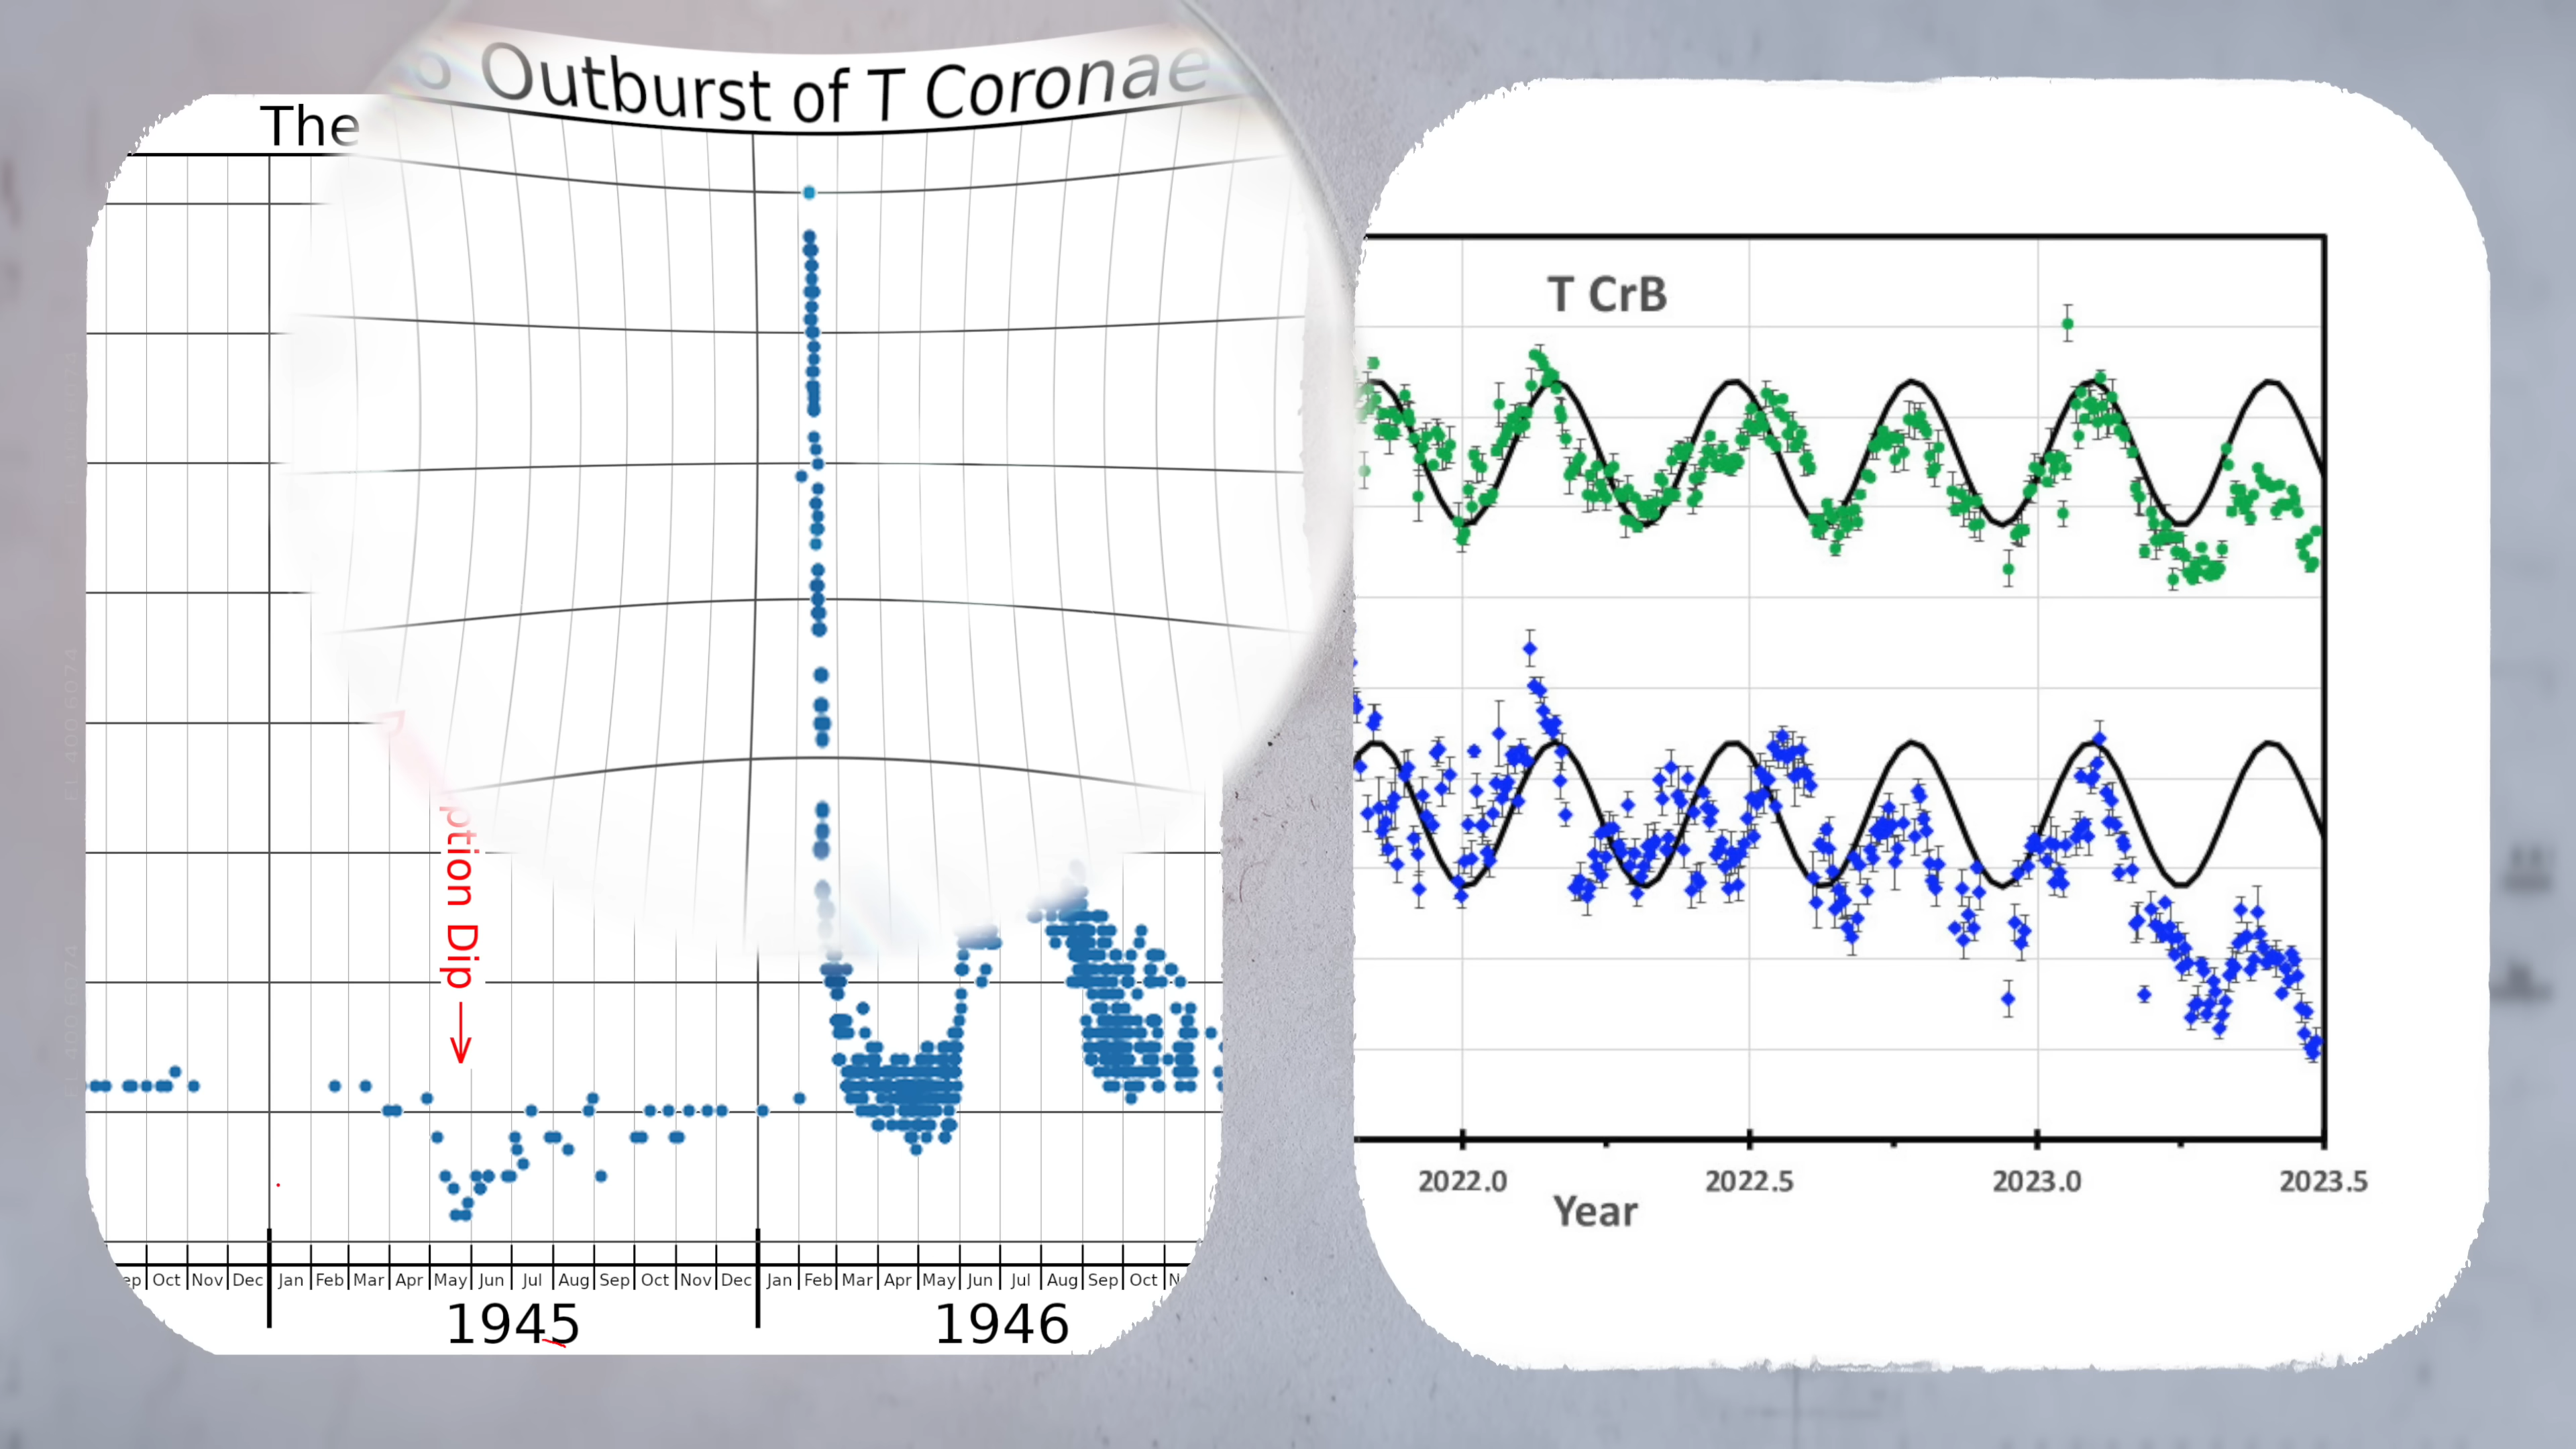 The
Outburst of T Coronae
ption Dip
Oct Nov Dec Jan Feb Mar Apr May Jun Jul Aug Sep Oct Nov Dec Jan Feb Mar Apr May Jun Jul Aug Sep Oct
1945 1946
T CrB
2022.0 2022.5 2023.0 2023.5
Year